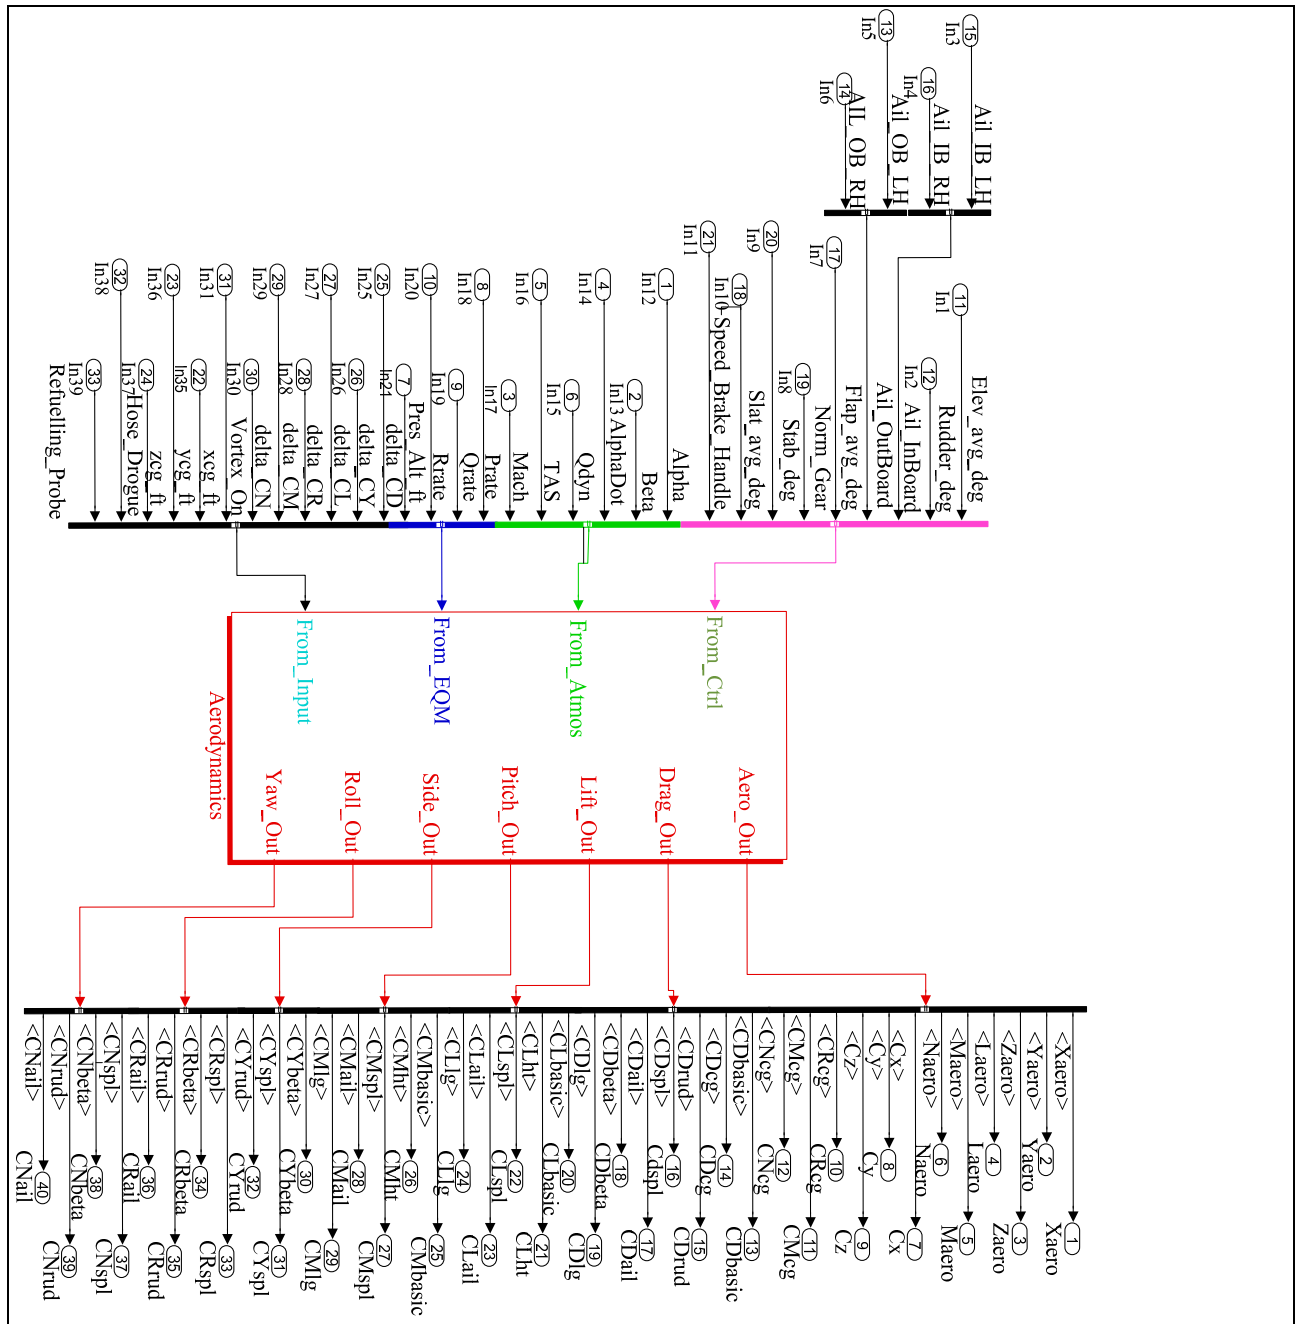 15
In3
Ail_IB_LH
16
In4
Ail_IB_RH
13
In5
Ail_OB_LH
14
In6
AIL_OB_RH
11
In1
Elev_avg_deg
12
In2
Rudder_deg
Ail_InBoard
Ail_OutBoard
17
In7
Flap_avg_deg
19
In8
Norm_Gear
20
In9
Stab_deg
18
In10
Slat_avg_deg
21
In11
Speed_Brake_Handle
1
In12
Alpha
2
In13
Beta
4
In14
AlphaDot
6
In15
Qdyn
5
In16
TAS
3
In17
Mach
8
In18
Prate
9
In19
Qrate
10
In20
Rrate
7
In21
Pres_Alt_ft
25
In25
delta_CD
26
In26
delta_CY
27
In27
delta_CL
28
In28
delta_CR
29
In29
delta_CM
30
In30
delta_CN
31
In31
Vortex_On
22
In35
xcg_ft
23
In36
ycg_ft
24
In37
zcg_ft
32
In38
Hose_Drogue
33
In39
Refuelling_Probe
From_Ctrl
From_Atmos
From_EQM
From_Input
Aero_Out
Drag_Out
Lift_Out
Pitch_Out
Side_Out
Roll_Out
Yaw_Out
Aerodynamics
<Xaero>
1
Xaero
<Yaero>
2
Yaero
<Zaero>
3
Zaero
<Laero>
4
Laero
<Maero>
5
Maero
<Naero>
6
Naero
<Cx>
7
Cx
<Cy>
8
Cy
<Cz>
9
Cz
<CRcg>
10
CRcg
<CMcg>
11
CMcg
<CNcg>
12
CNcg
<CDbasic>
13
CDbasic
<CDcg>
14
CDcg
<CDrud>
15
CDrud
<CDspl>
16
Cdspl
<CDail>
17
CDail
<CDbeta>
18
CDbeta
<CDlg>
19
CDlg
<CLbasic>
20
CLbasic
<CLht>
21
CLht
<CLspl>
22
CLspl
<CLail>
23
CLail
<CLlg>
24
CLlg
<CMbasic>
25
CMbasic
<CMht>
26
CMht
<CMspl>
27
CMspl
<CMail>
28
CMail
<CMlg>
29
CMlg
<CYbeta>
30
CYbeta
<CYspl>
31
CYspl
<CYrud>
32
CYrud
<CRspl>
33
CRspl
<CRbeta>
34
CRbeta
<CRrud>
35
CRrud
<CRail>
36
CRail
<CNspl>
37
CNspl
<CNbeta>
38
CNbeta
<CNrud>
39
CNrud
<CNail>
40
CNail